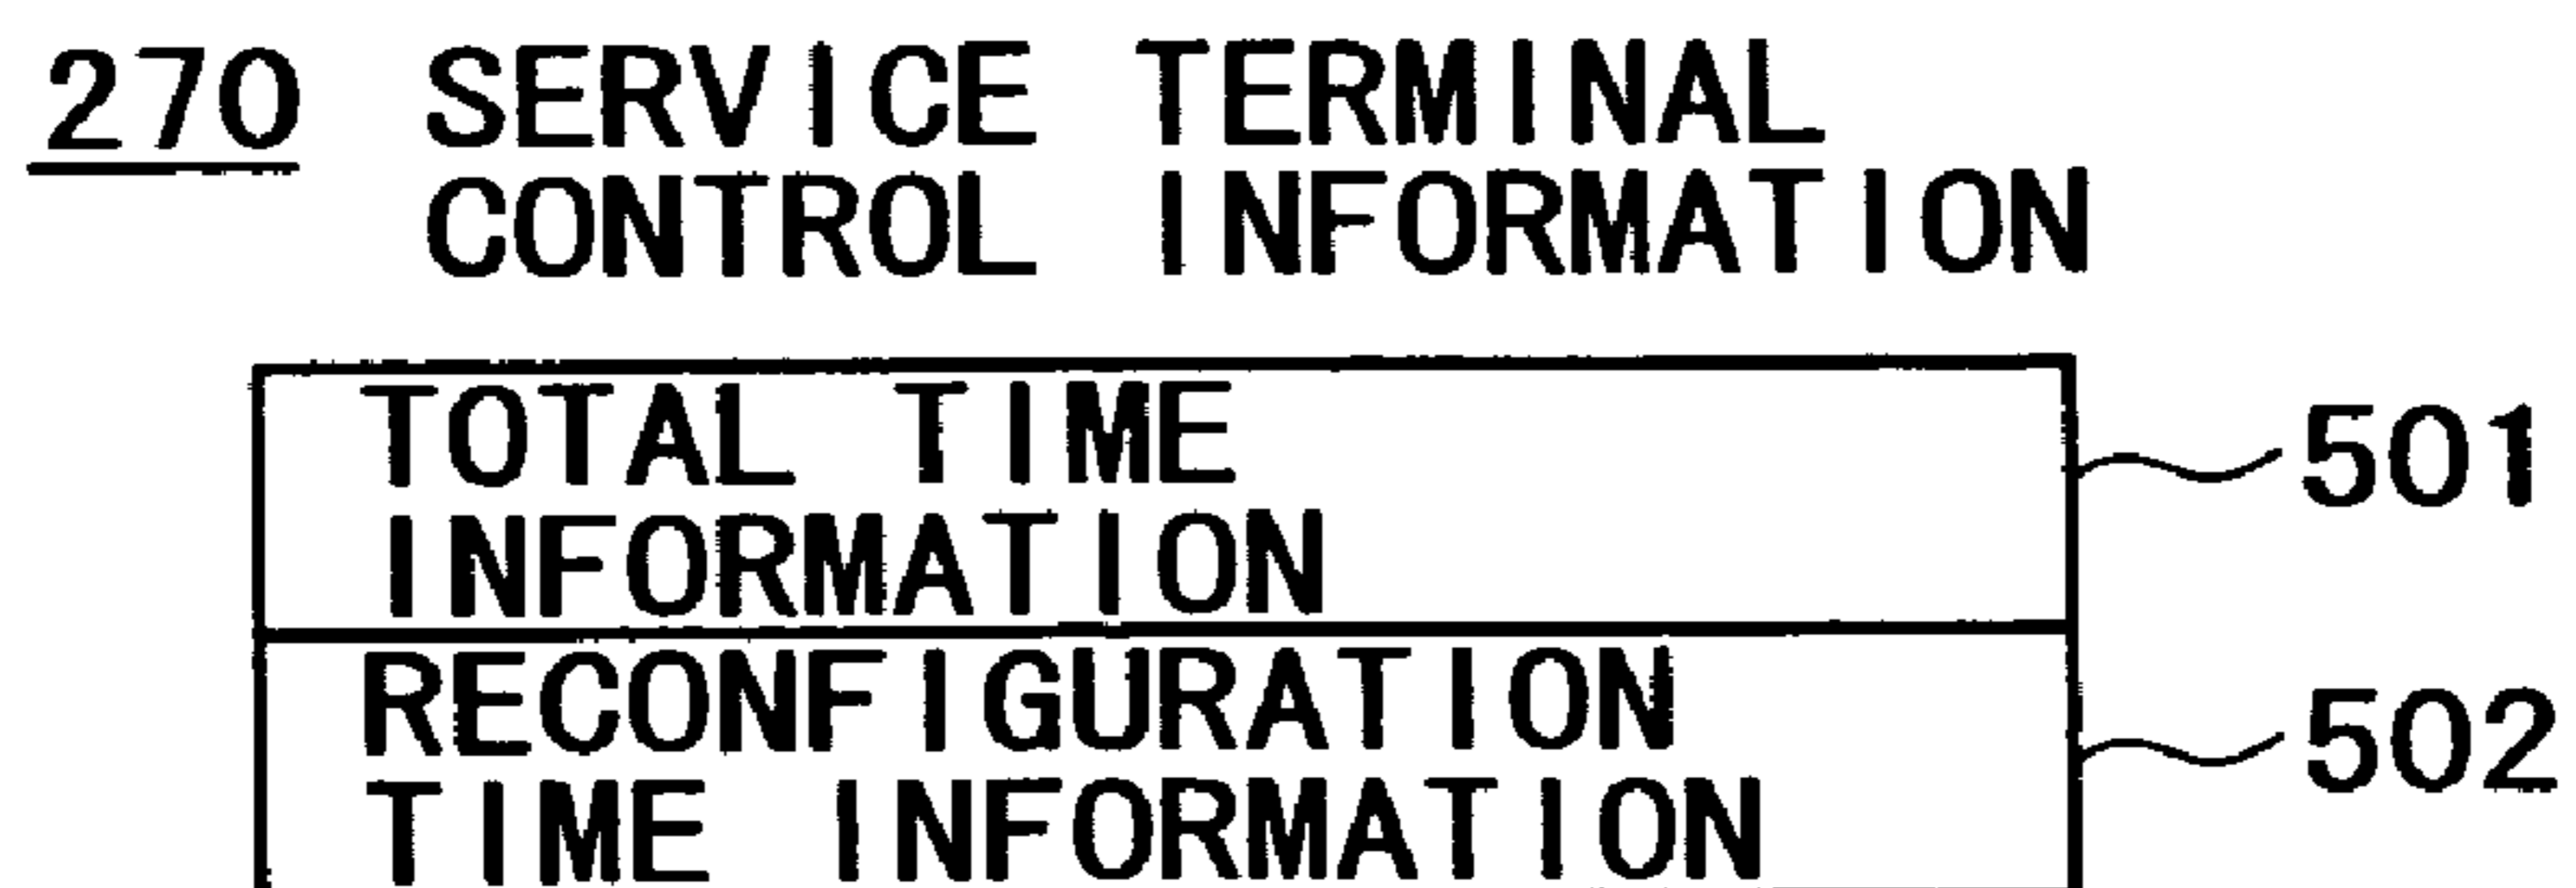 270 SERVICE TERMINAL
CONTROL INFORMATION
TOTAL TIME
INFORMATION
501
RECONFIGURATION
TIME INFORMATION
502